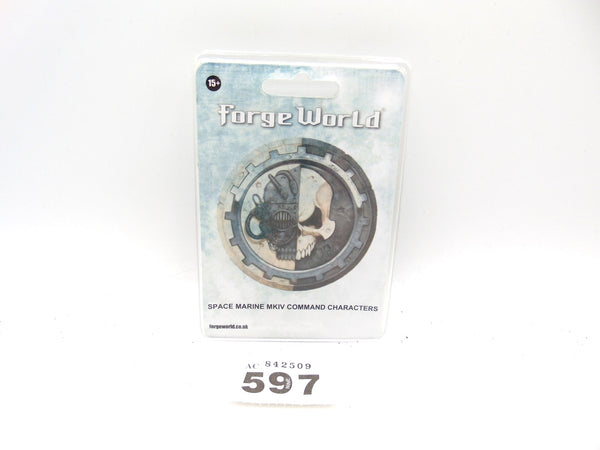 15+
Forge World
SPACE MARINE MKIV COMMAND CHARACTERS
forgeworld.co.uk
AC 842509
597